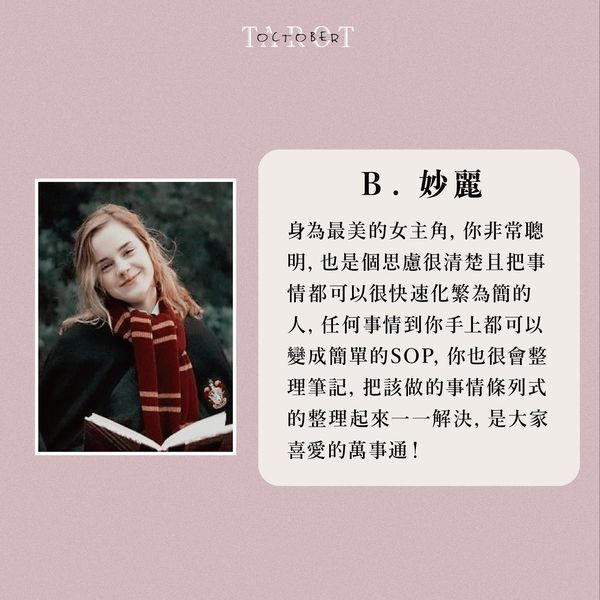 TAROT
OCTOBER
B. 妙麗
身為最美的女主角, 你非常聰
明, 也是個思慮很清楚且把事
情都可以很快速化繁為簡的
人, 任何事情到你手上都可以
變成簡單的SOP, 你也很會整
理筆記, 把該做的事情條列式
的整理起來一一解決, 是大家
喜愛的萬事通!